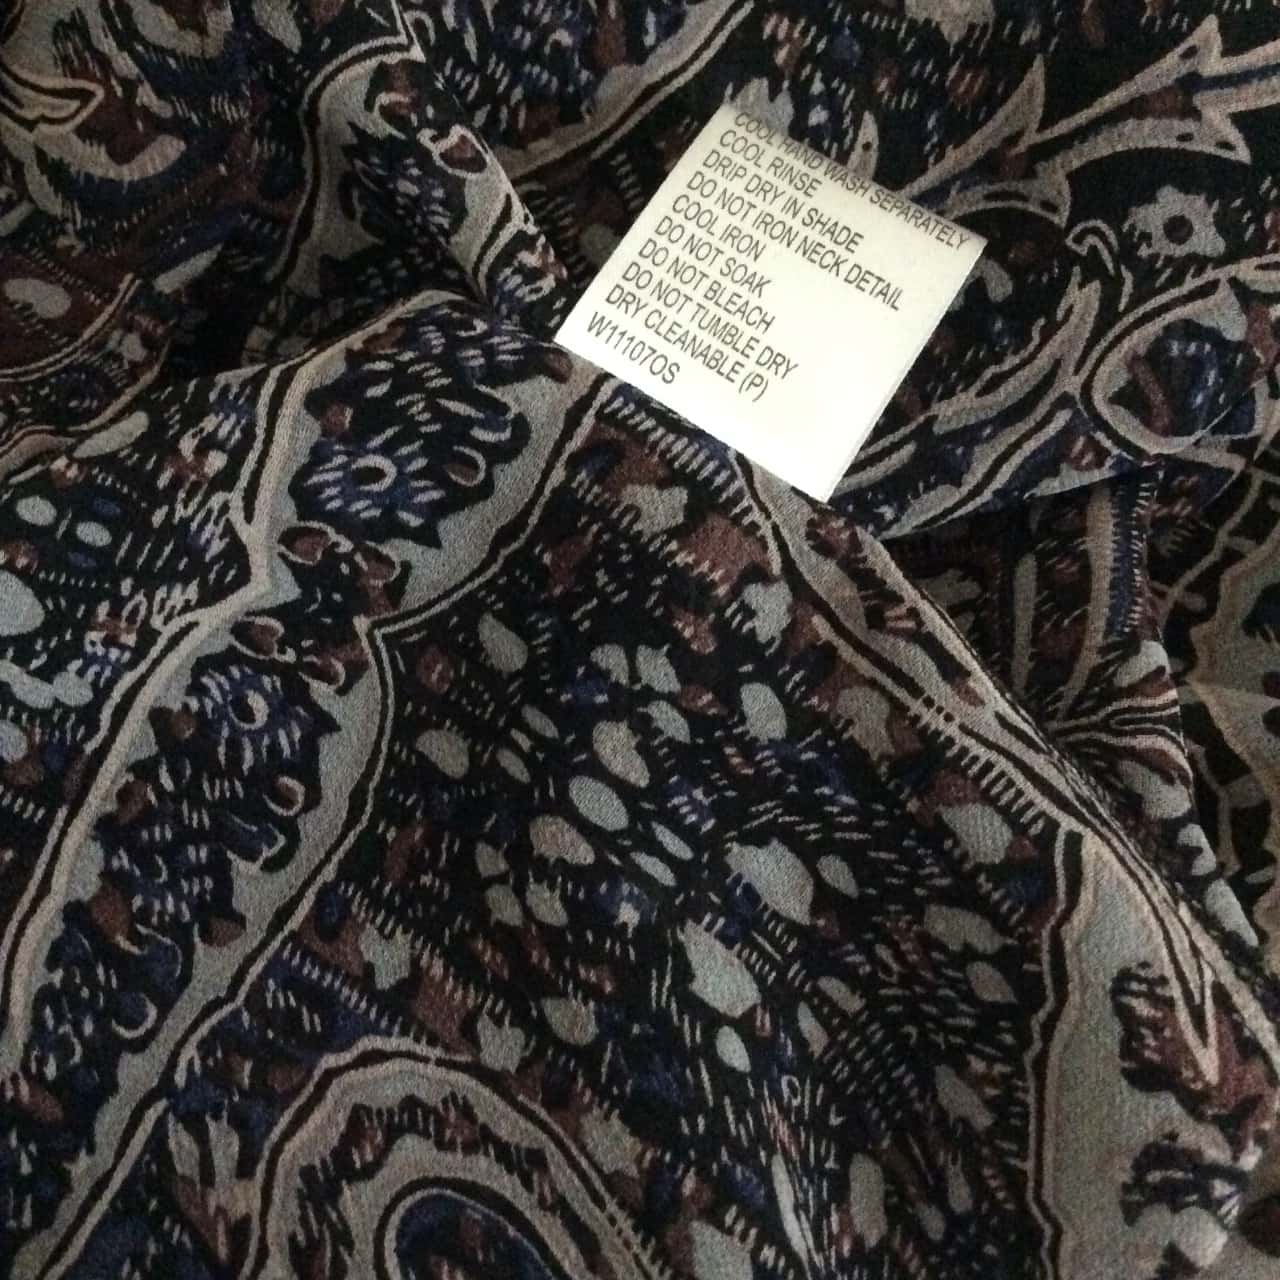 COOL HAND WASH SEPARATELY
COOL RINSE
DRIP DRY IN SHADE
DO NOT IRON NECK DETAIL
COOL IRON
DO NOT SOAK
DO NOT BLEACH
DO NOT TUMBLE DRY
DRY CLEANABLE (P)
W11107OS